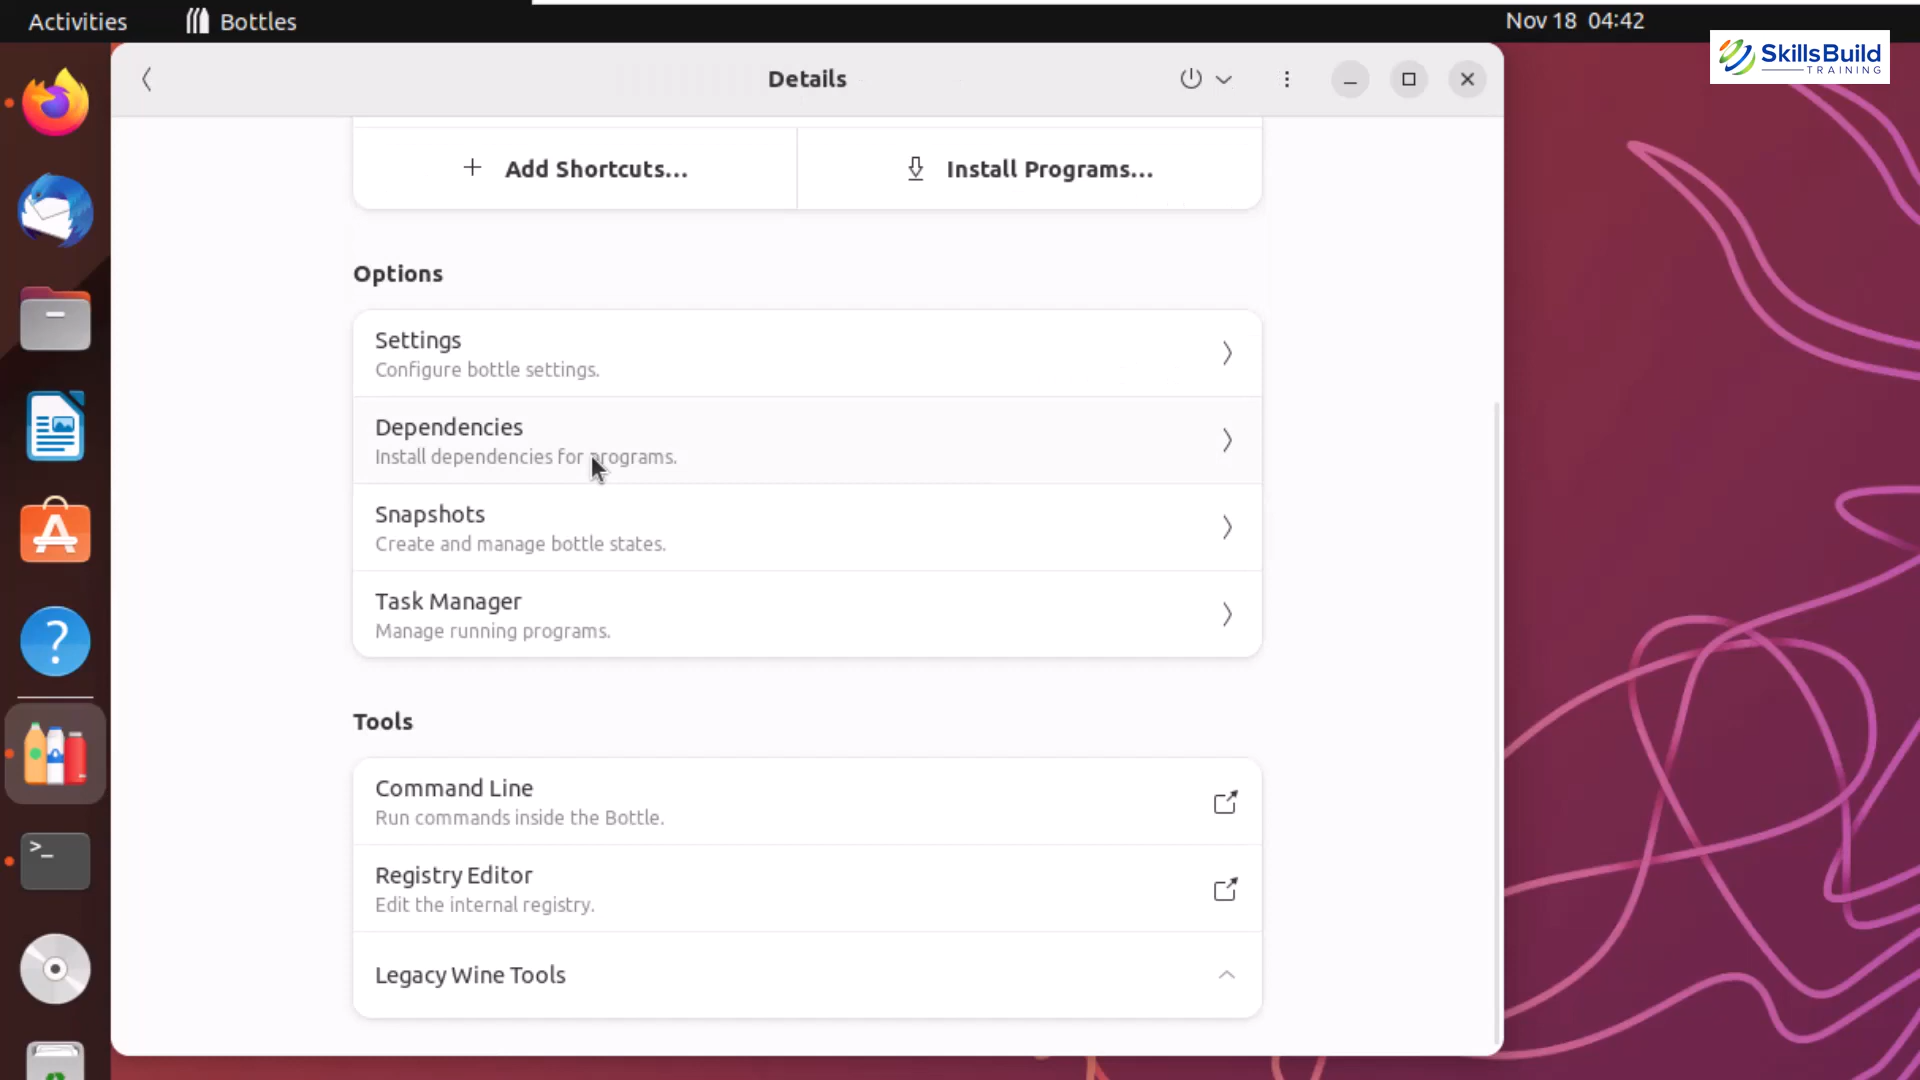 Activities
Bottles
Nov 18 04:42
SkillsBuild
TRAINING
Details
Add Shortcuts...
Install Programs...
Options
Settings
Configure bottle settings.
Dependencies
Install dependencies for programs.
Snapshots
Create and manage bottle states.
Task Manager
Manage running programs.
Tools
Command Line
Run commands inside the Bottle.
Registry Editor
Edit the internal registry.
Legacy Wine Tools